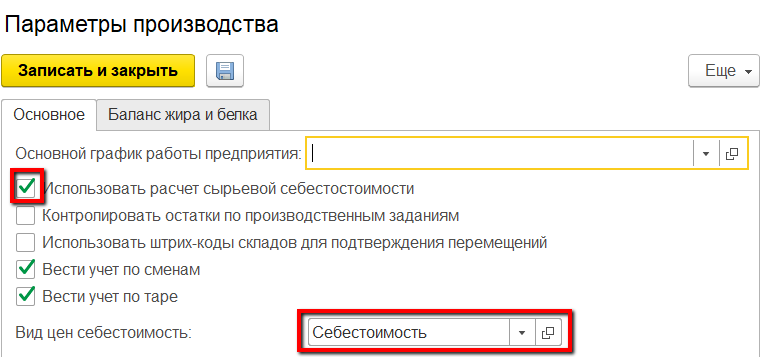 Параметры производства
Записать и закрыть
Еще
Основное
Баланс жира и белка
Основной график работы предприятия:
Использовать расчет сырьевой себестостоимости
Контролировать остатки по производственным заданиям
Использовать штрих-коды складов для подтверждения перемещений
Вести учет по сменам
Вести учет по таре
Вид цен себестоимость: Себестоимость